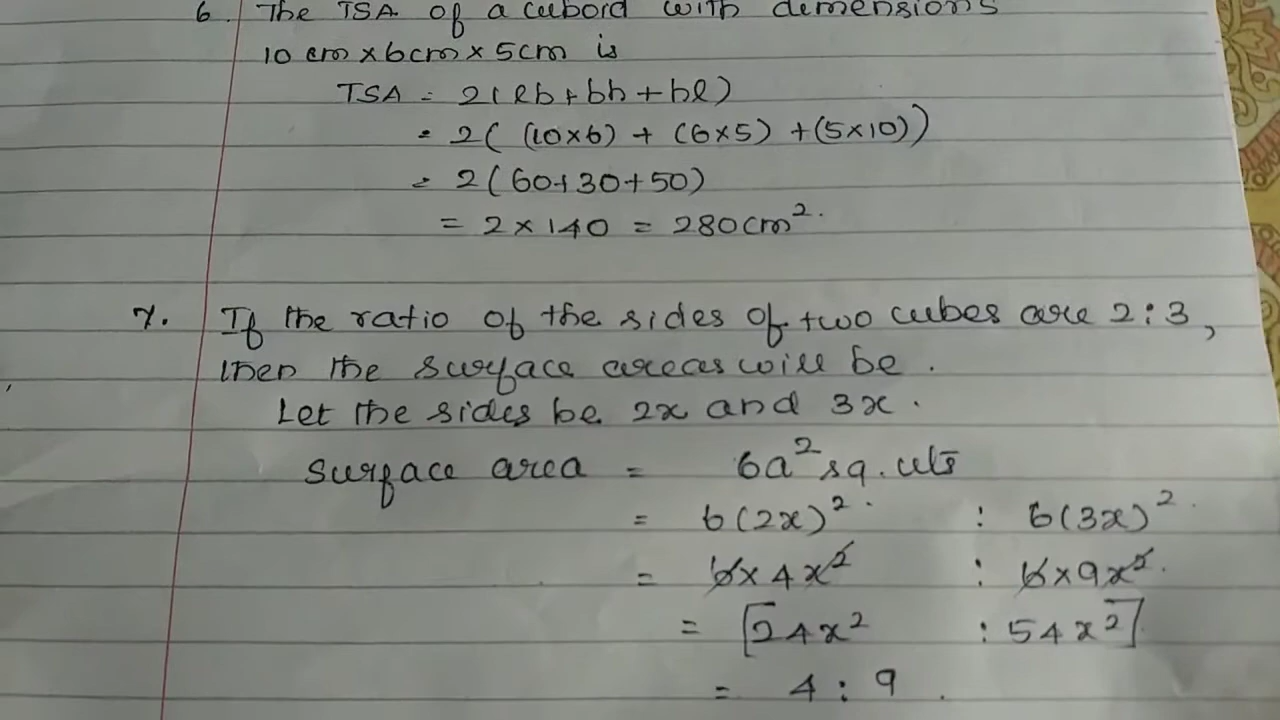 6. The TSA of a cuboid with dimensions
10 cm × 6cm × 5cm is
TSA = 2(lb + bh + hl)
= 2( (10×6) + (6×5) + (5×10))
= 2(60+30+50)
= 2 × 140 = 280cm².
7. If the ratio of the sides of two cubes are 2:3,
then the surface areas will be.
Let the sides be 2x and 3x.
surface area = 6a² sq.uts
= 6(2x)² : 6(3x)²
= 6 × 4x² : 6×9x².
= [24x² : 54x²]
= 4 : 9.